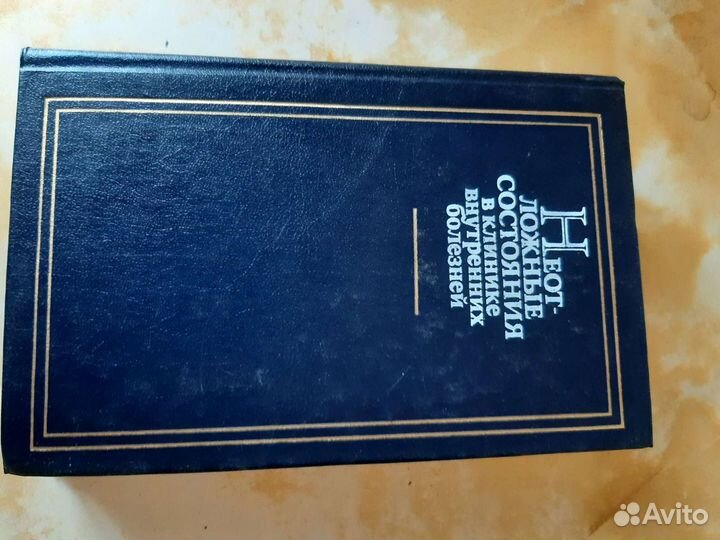 Неот-
ложные
состояния
в клинике
внутренних
болезней
Avito